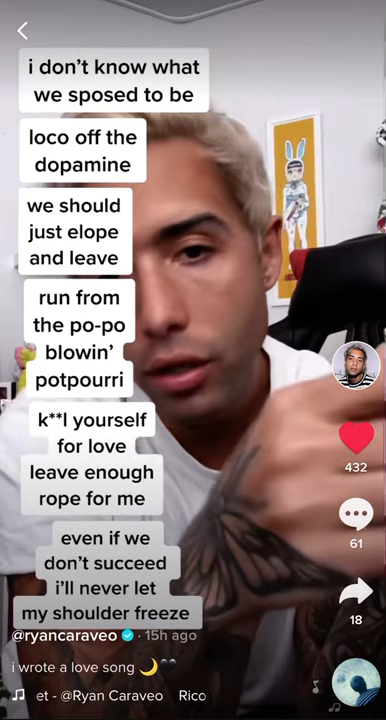 i don't know what
we sposed to be
loco off the
dopamine
we should
just elope
and leave
run from
the po-po
blowin'
potpourri
k**l yourself
for love
leave enough
rope for me
even if we
don't succeed
i'll never let
my shoulder freeze
432
61
18
@ryancaraveo · 15h ago
i wrote a love song 🌙🖤
et - @Ryan Caraveo Rico